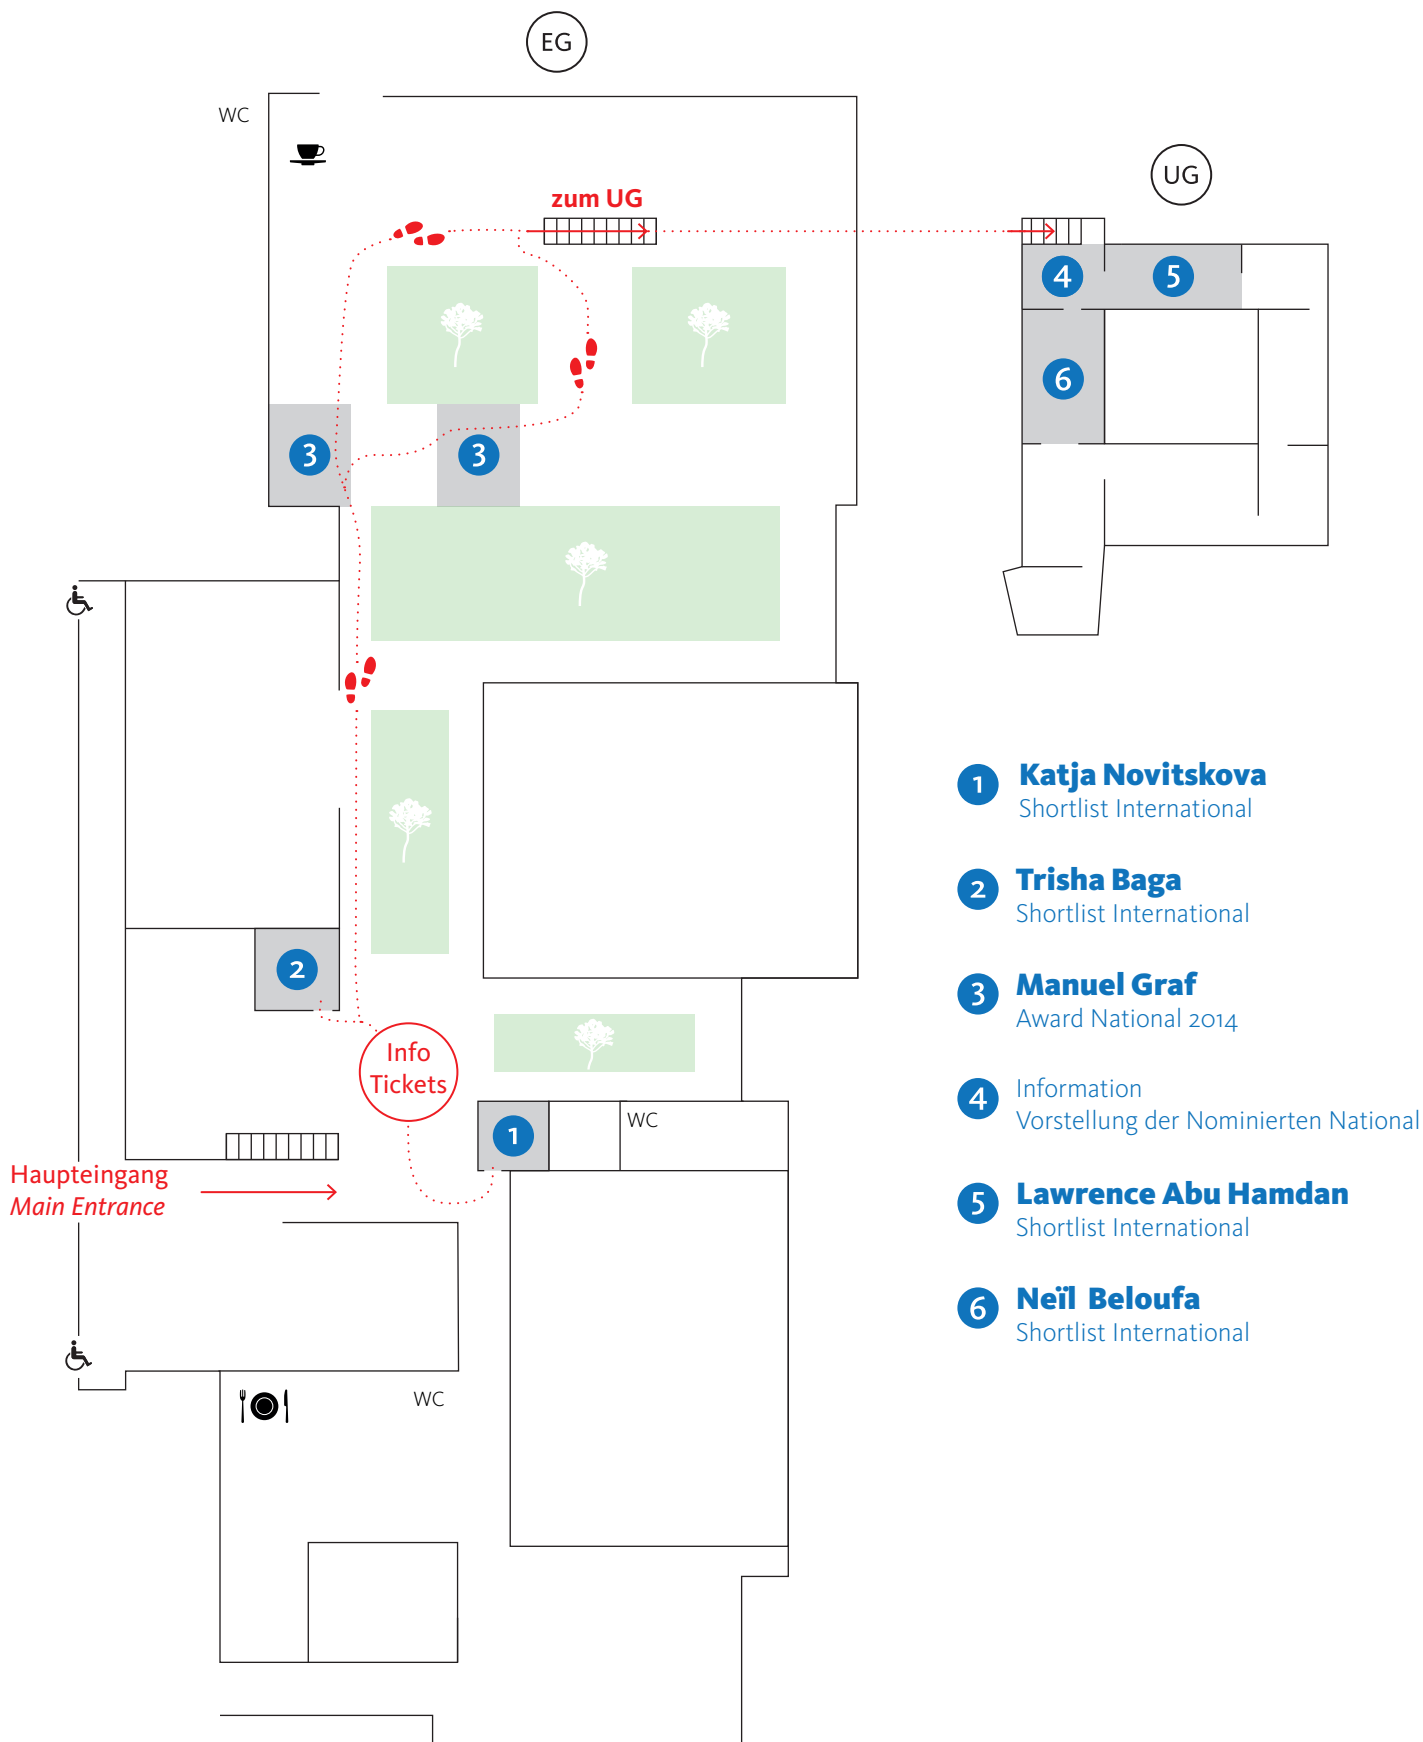 EG
WC
UG
zum UG
4
5
6
3
3
2
Info
Tickets
1
WC
Haupteingang
Main Entrance
WC
1 Katja Novitskova
Shortlist International
2 Trisha Baga
Shortlist International
3 Manuel Graf
Award National 2014
4 Information
Vorstellung der Nominierten National
5 Lawrence Abu Hamdan
Shortlist International
6 Neïl Beloufa
Shortlist International